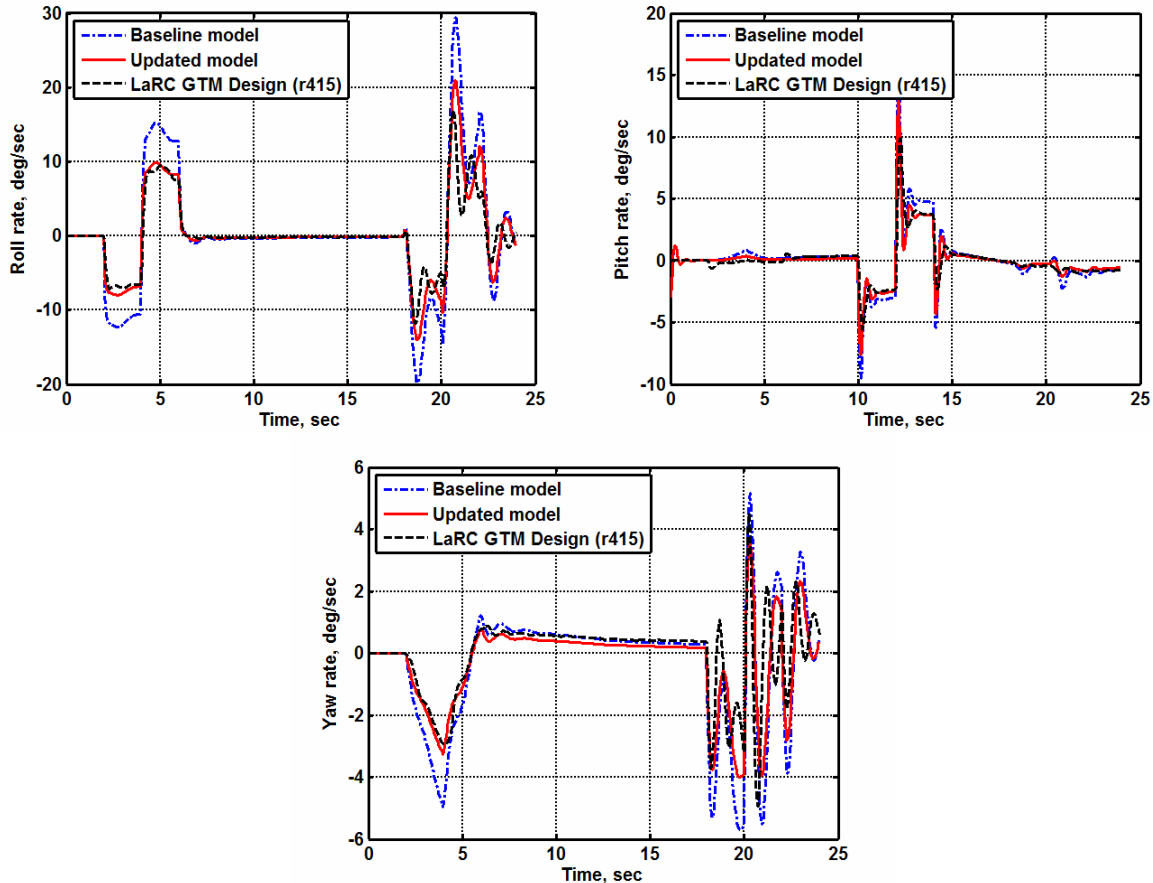 30
20
10
0
-10
-20
Roll rate, deg/sec
Baseline model
Updated model
LaRC GTM Design (r415)
0 5 10 15 20 25
Time, sec
20
15
10
5
0
-5
-10
Pitch rate, deg/sec
Baseline model
Updated model
LaRC GTM Design (r415)
0 5 10 15 20 25
Time, sec
6
4
2
0
-2
-4
-6
Yaw rate, deg/sec
Baseline model
Updated model
LaRC GTM Design (r415)
0 5 10 15 20 25
Time, sec